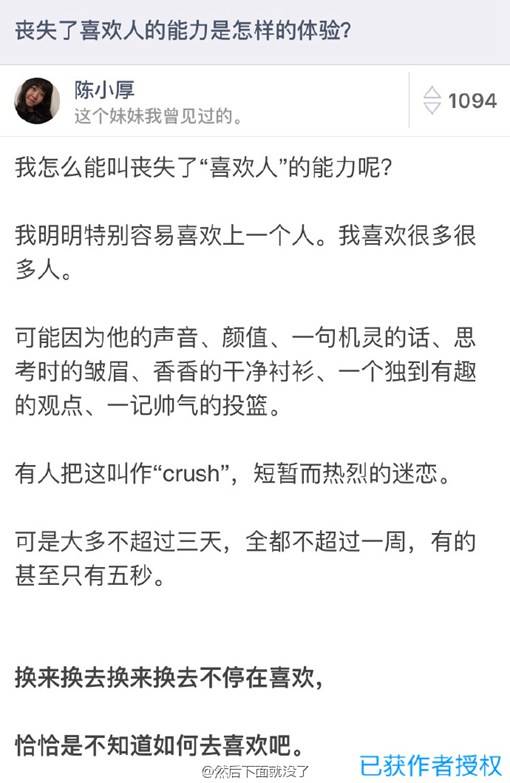 丧失了喜欢人的能力是怎样的体验？
陈小厚
这个妹妹我曾见过的。
1094
我怎么能叫丧失了“喜欢人”的能力呢？
我明明特别容易喜欢上一个人。我喜欢很多很
多人。
可能因为他的声音、颜值、一句机灵的话、思
考时的皱眉、香香的干净衬衫、一个独到有趣
的观点、一记帅气的投篮。
有人把这叫作“crush”，短暂而热烈的迷恋。
可是大多不超过三天，全都不超过一周，有的
甚至只有五秒。
换来换去换来换去不停在喜欢，
恰恰是不知道如何去喜欢吧。
@然后下面就没了
已获作者授权